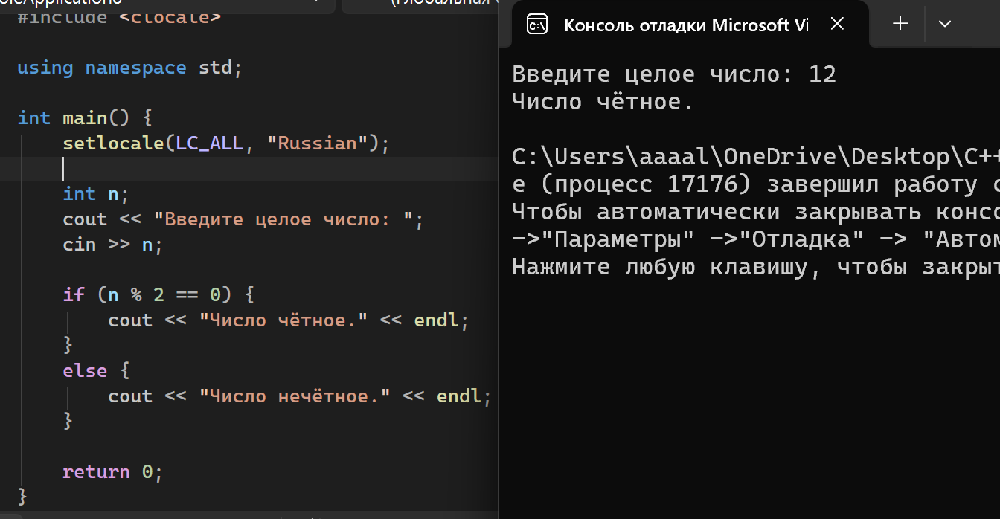 #include <clocale>
using namespace std;
int main() {
setlocale(LC_ALL, "Russian");
int n;
cout << "Введите целое число: ";
cin >> n;
if (n % 2 == 0) {
cout << "Число чётное." << endl;
}
else {
cout << "Число нечётное." << endl;
}
return 0;
}
Консоль отладки Microsoft Vi
Введите целое число: 12
Число чётное.
C:\Users\aaaal\OneDrive\Desktop\C++
е (процесс 17176) завершил работу с
Чтобы автоматически закрывать консо
->"Параметры" ->"Отладка" -> "Автом
Нажмите любую клавишу, чтобы закрыт